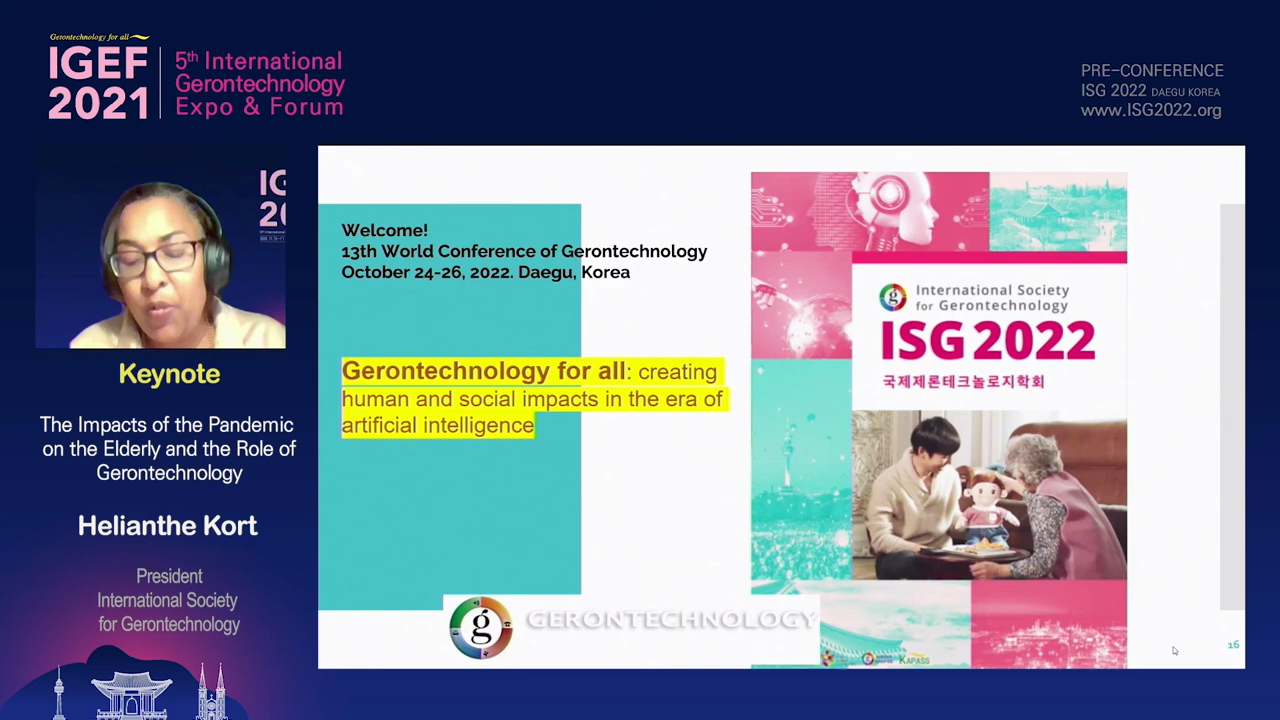 Gerontechnology for all
IGEF
2021
5th International
Gerontechnology
Expo & Forum
PRE-CONFERENCE
ISG 2022 DAEGU KOREA
www.ISG2022.org
Keynote
The Impacts of the Pandemic
on the Elderly and the Role of
Gerontechnology
Helianthe Kort
President
International Society
for Gerontechnology
Welcome!
13th World Conference of Gerontechnology
October 24-26, 2022. Daegu, Korea
Gerontechnology for all: creating
human and social impacts in the era of
artificial intelligence
International Society
for Gerontechnology
ISG 2022
국제제론테크놀로지학회
g GERONTECHNOLOGY
KAPASS
16